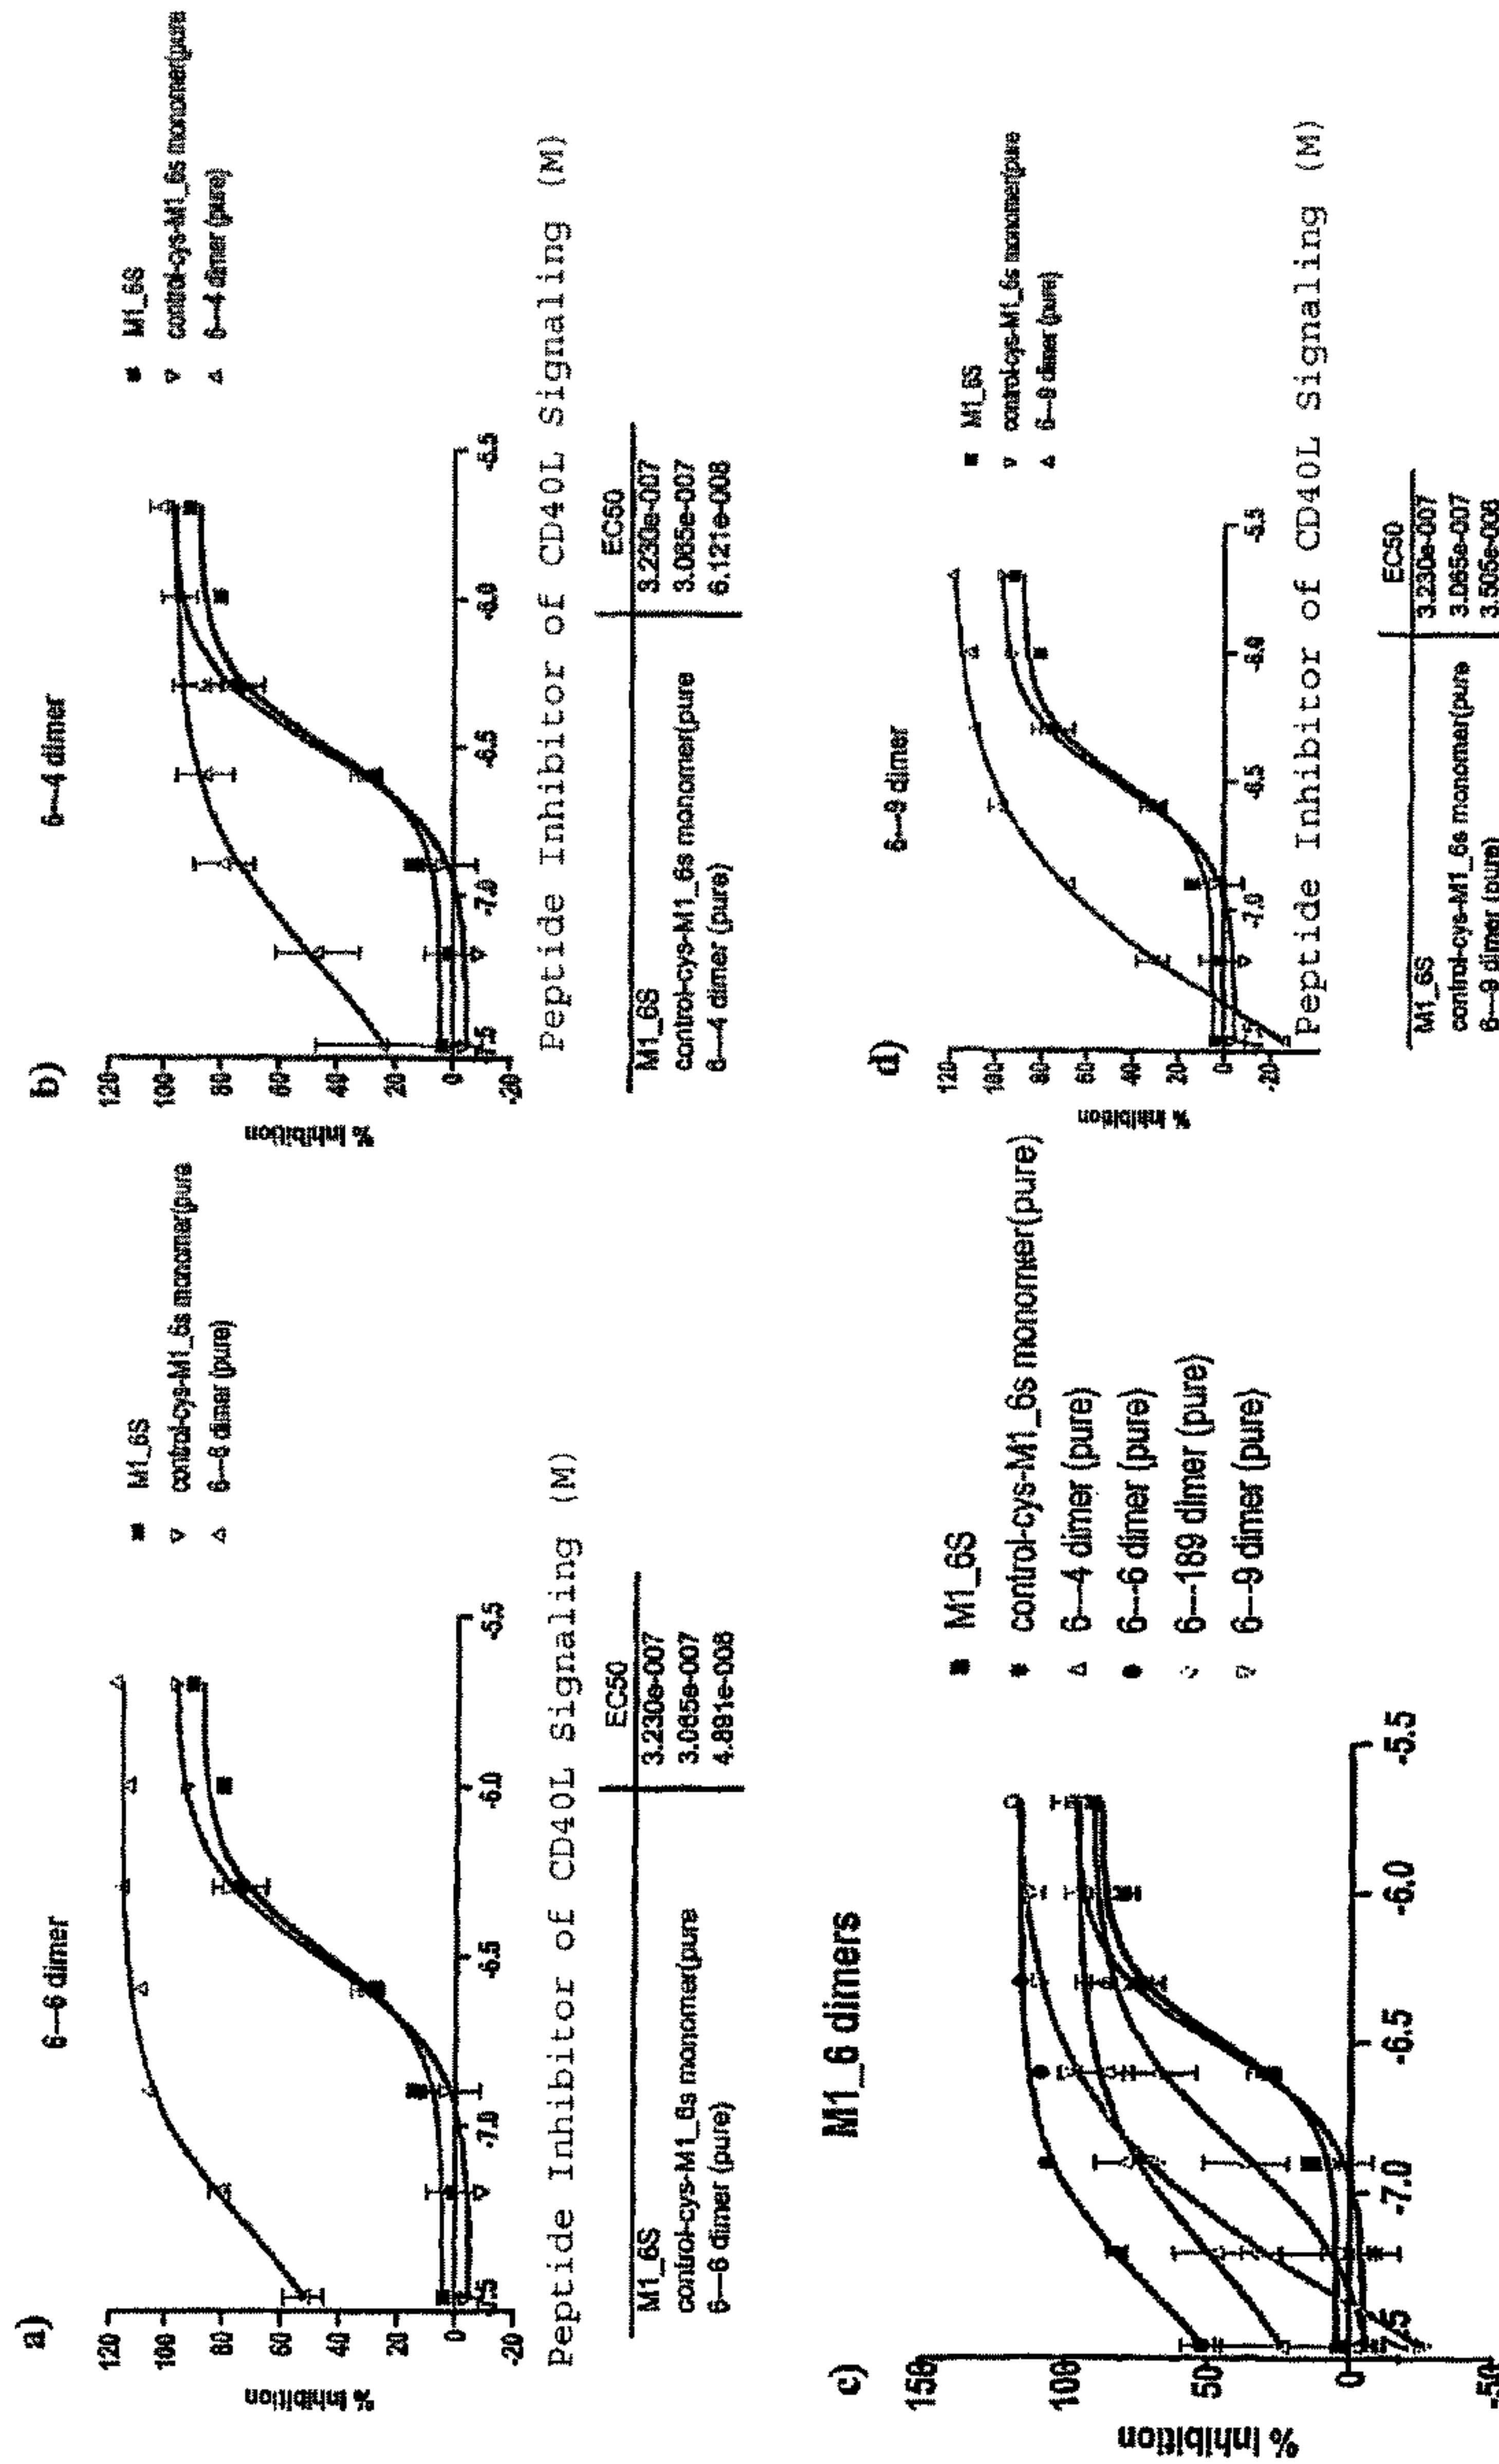 a)
6---6 dimer
% Inhibition
120
100
80
60
40
20
0
-20
-7.0
-6.5
-6.0
-5.5
M1_6S
control-cys-M1_6s monomer(pure
6---6 dimer (pure)
Peptide Inhibitor of CD40L Signaling (M)
EC50
M1_6S 3.230e-007
control-cys-M1_6s monomer(pure 3.065e-007
6---6 dimer (pure) 4.891e-008
b)
6---4 dimer
% Inhibition
120
100
80
60
40
20
0
-20
-7.0
-6.5
-6.0
-5.5
M1_6S
control-cys-M1_6s monomer(pure
6---4 dimer (pure)
Peptide Inhibitor of CD40L Signaling (M)
EC50
M1_6S 3.230e-007
control-cys-M1_6s monomer(pure 3.065e-007
6---4 dimer (pure) 6.121e-008
c)
M1_6 dimers
% Inhibition
150
100
50
0
-50
-7.0
-6.5
-6.0
-5.5
M1_6S
control-cys-M1_6s monomer(pure)
6---4 dimer (pure)
6---6 dimer (pure)
6---189 dimer (pure)
6---9 dimer (pure)
d)
6---9 dimer
% Inhibition
120
100
80
60
40
20
0
-20
-7.0
-6.5
-6.0
-5.5
M1_6S
control-cys-M1_6s monomer(pure
6---9 dimer (pure)
Peptide Inhibitor of CD40L Signaling (M)
EC50
M1_6S 3.230e-007
control-cys-M1_6s monomer(pure 3.065e-007
6---9 dimer (pure) 3.505e-008